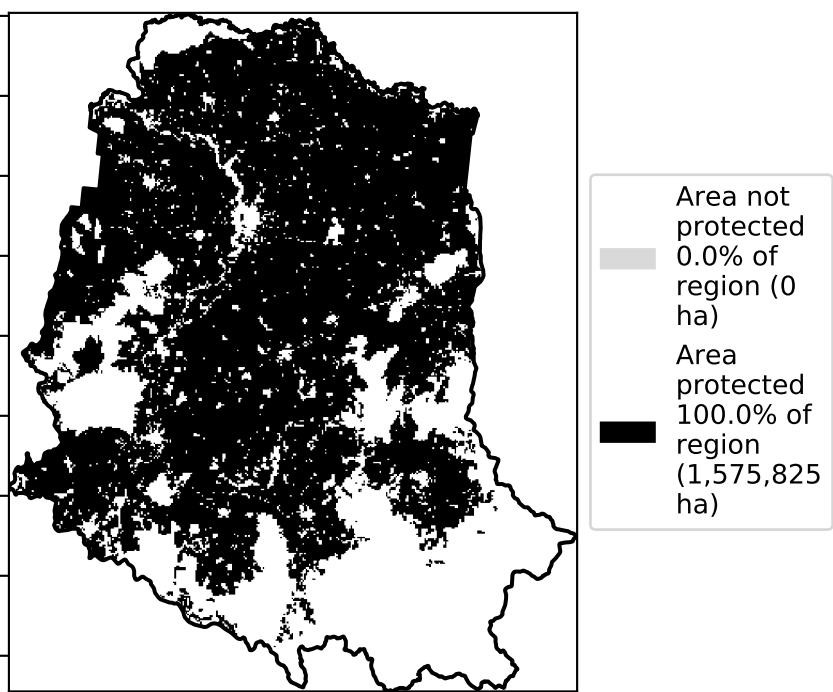 Area not
protected
0.0% of
region (0
ha)
Area
protected
100.0% of
region
(1,575,825
ha)